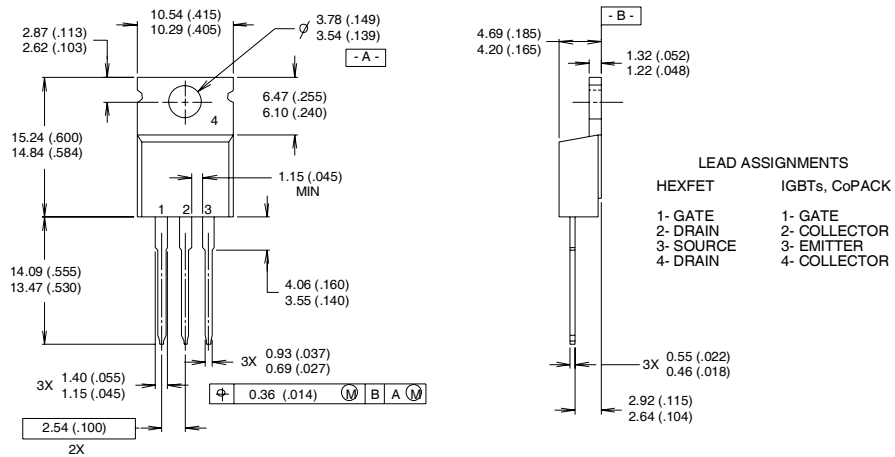 10.54 (.415)
10.29 (.405)
2.87 (.113)
2.62 (.103)
ø 3.78 (.149)
3.54 (.139)
- A -
6.47 (.255)
6.10 (.240)
4
15.24 (.600)
14.84 (.584)
1.15 (.045)
MIN
1 2 3
14.09 (.555)
13.47 (.530)
4.06 (.160)
3.55 (.140)
3X 0.93 (.037)
0.69 (.027)
3X 1.40 (.055)
1.15 (.045)
⌖ 0.36 (.014) Ⓜ B A Ⓜ
2.54 (.100)
2X
- B -
4.69 (.185)
4.20 (.165)
1.32 (.052)
1.22 (.048)
3X 0.55 (.022)
0.46 (.018)
2.92 (.115)
2.64 (.104)
LEAD ASSIGNMENTS
HEXFET
1- GATE
2- DRAIN
3- SOURCE
4- DRAIN
IGBTs, CoPACK
1- GATE
2- COLLECTOR
3- EMITTER
4- COLLECTOR